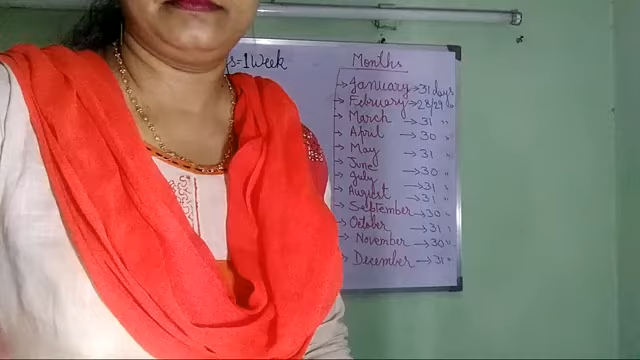 ys=1Week
Months
→ January→31 days
→ February→28/29 "
→ March →31 "
→ April →30 "
→ May →31 "
→ June →30 "
→ July →31 "
→ August →31 "
→ September→30 "
→ October →31 "
→ November→30 "
→ December→31 "